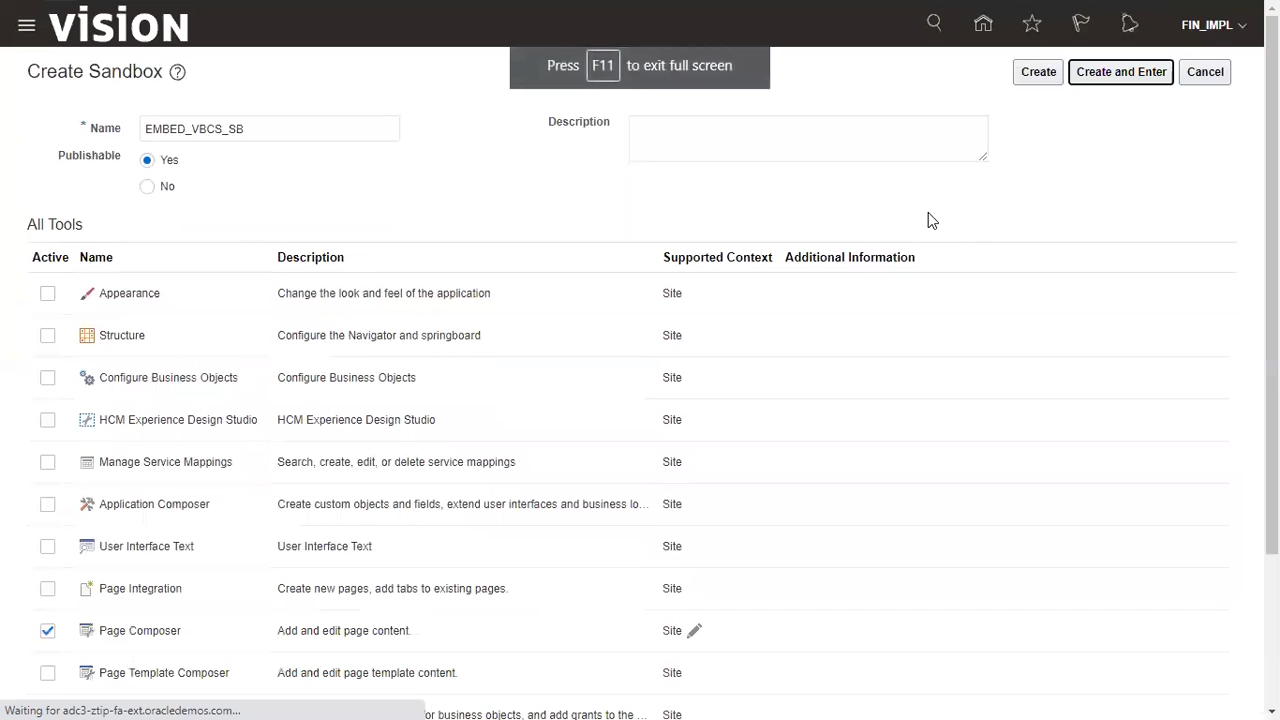 vision
FIN_IMPL
Press F11 to exit full screen
Create Sandbox ?
Create
Create and Enter
Cancel
* Name EMBED_VBCS_SB
Description
Publishable Yes
No
All Tools
Active Name Description Supported Context Additional Information
Appearance Change the look and feel of the application Site
Structure Configure the Navigator and springboard Site
Configure Business Objects Configure Business Objects Site
HCM Experience Design Studio HCM Experience Design Studio Site
Manage Service Mappings Search, create, edit, or delete service mappings Site
Application Composer Create custom objects and fields, extend user interfaces and business lo... Site
User Interface Text User Interface Text Site
Page Integration Create new pages, add tabs to existing pages. Site
Page Composer Add and edit page content. Site
Page Template Composer Add and edit page template content. Site
for business objects, and add grants to the ... Site
Waiting for adc3-ztip-fa-ext.oracledemos.com...